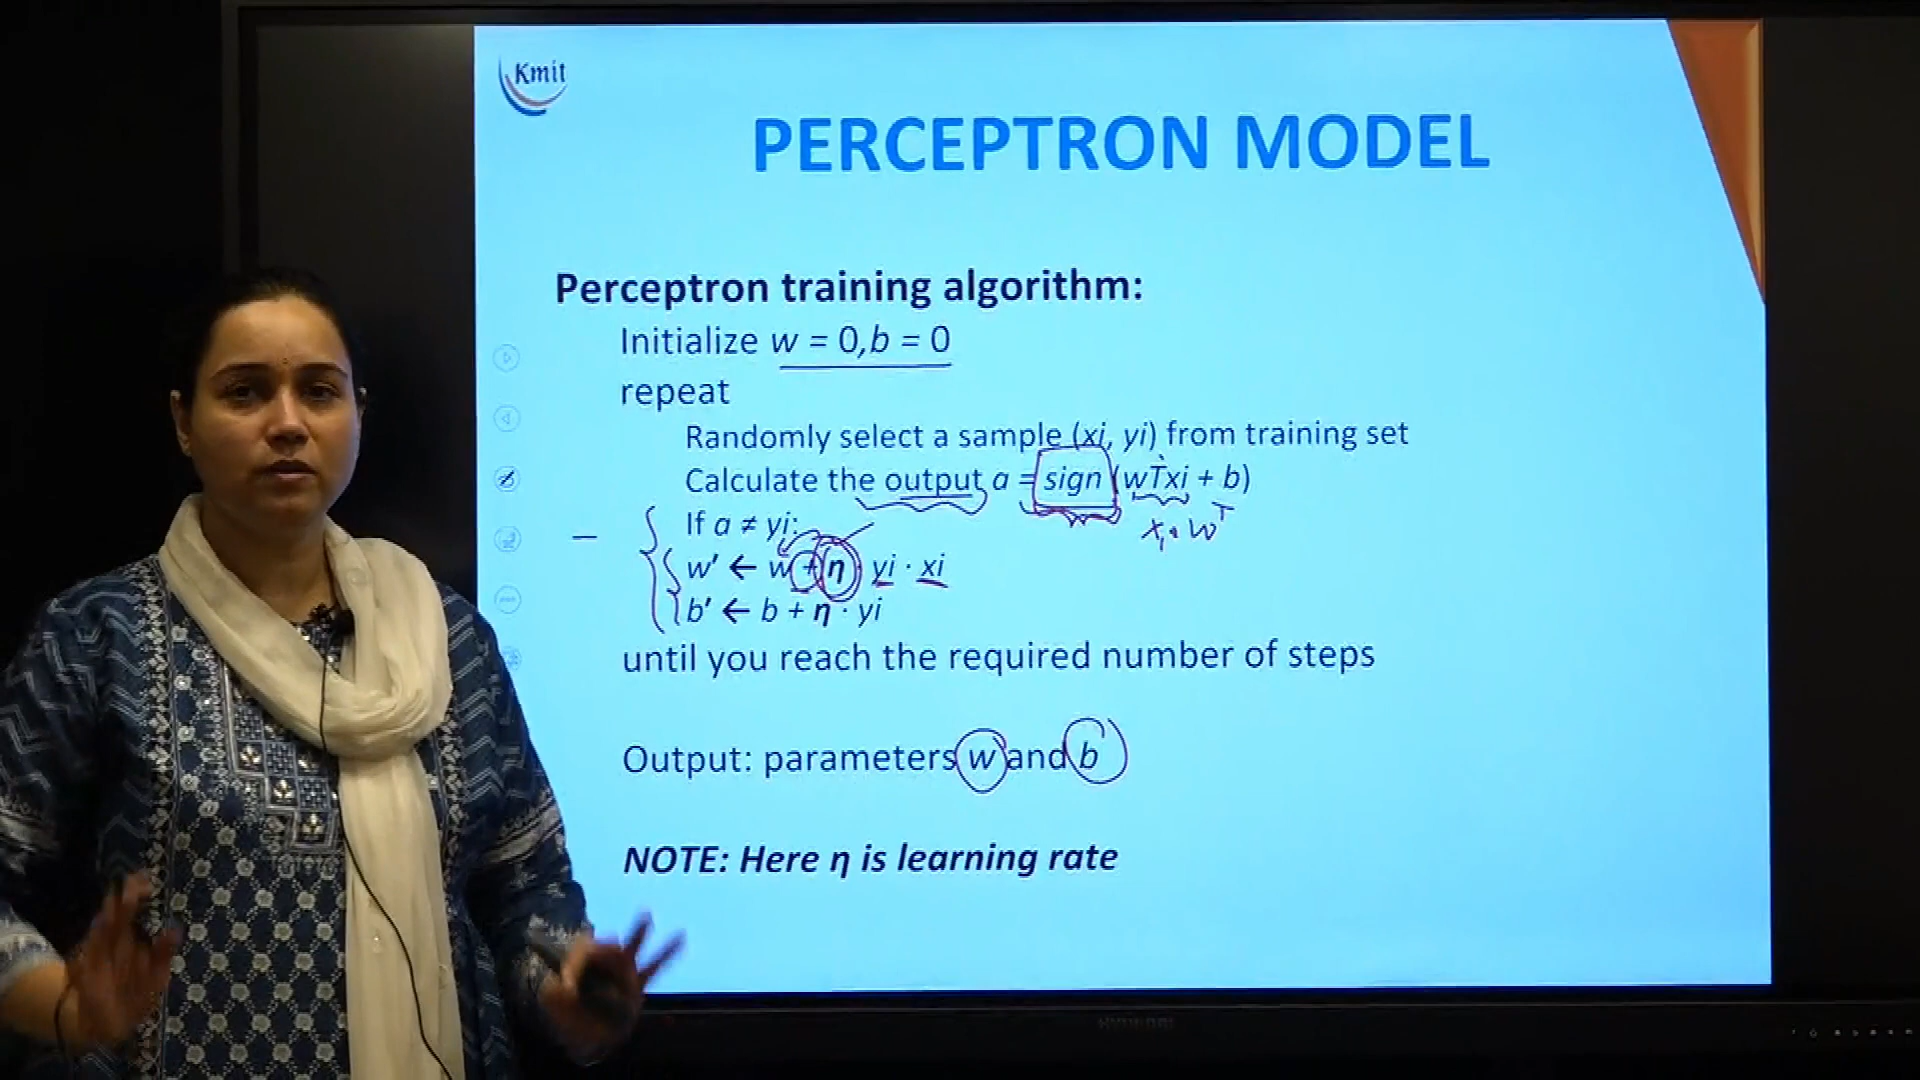 Kmit
PERCEPTRON MODEL
Perceptron training algorithm:
Initialize w = 0,b = 0
repeat
Randomly select a sample (xi, yi) from training set
Calculate the output a = sign (wTxi + b)
x₁ · wᵀ
If a ≠ yi:
w' ← w + η yi · xi
b' ← b + η · yi
until you reach the required number of steps
Output: parameters w and b
NOTE: Here η is learning rate